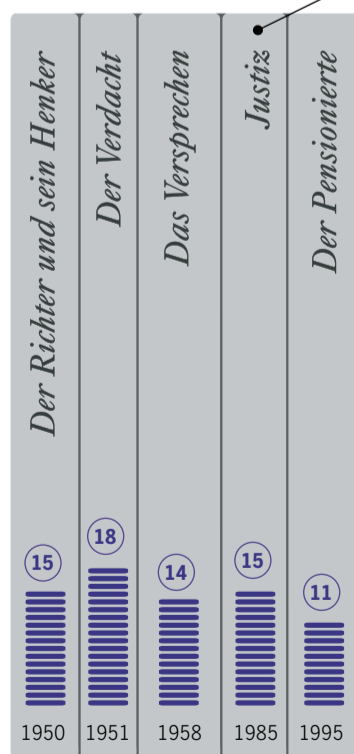 Der Richter und sein Henker
Der Verdacht
Das Versprechen
Justiz
Der Pensionierte
15
18
14
15
11
1950
1951
1958
1985
1995